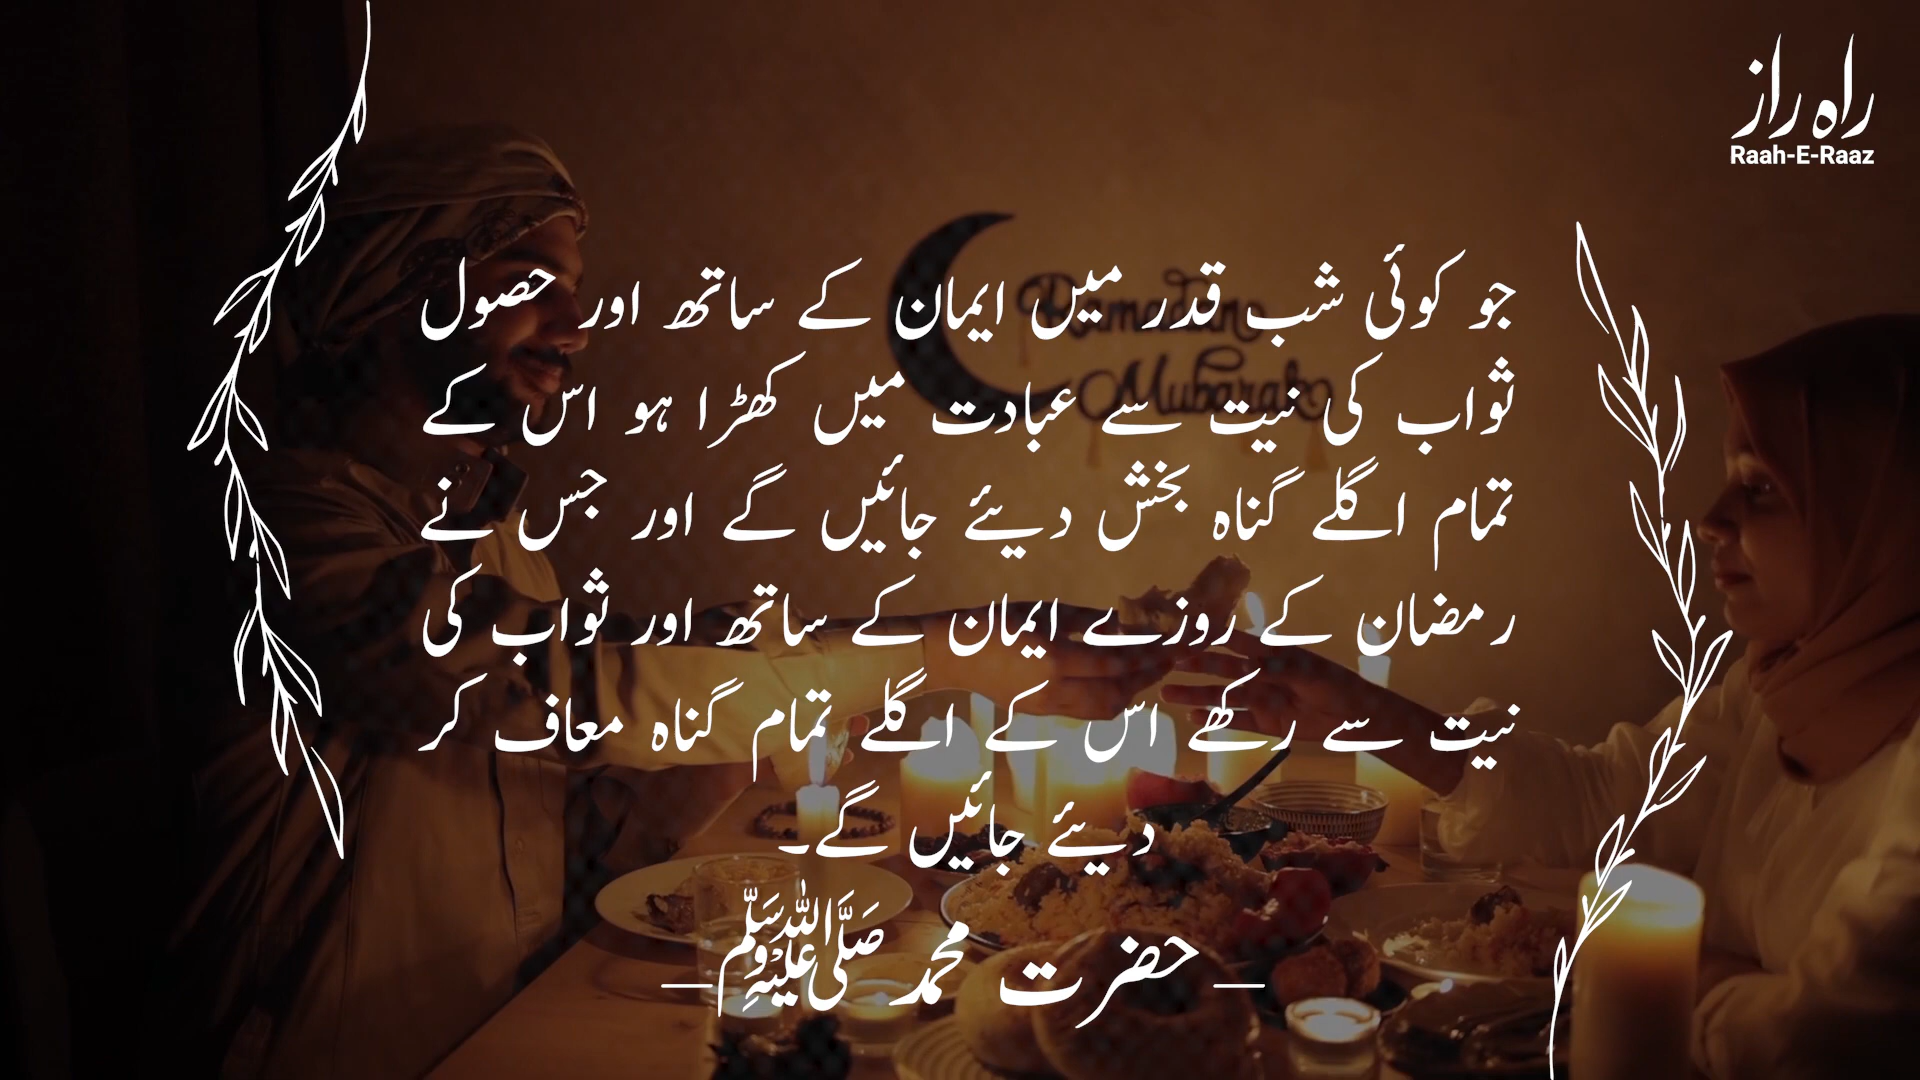 راہ راز
Raah-E-Raaz
Ramadan
Mubarak
جو کوئی شب قدر میں ایمان کے ساتھ اور حصول
ثواب کی نیت سے عبادت میں کھڑا ہو اس کے
تمام اگلے گناہ بخش دیئے جائیں گے اور جس نے
رمضان کے روزے ایمان کے ساتھ اور ثواب کی
نیت سے رکھے اس کے اگلے تمام گناہ معاف کر
دیئے جائیں گے۔
— حضرت محمد ﷺ —